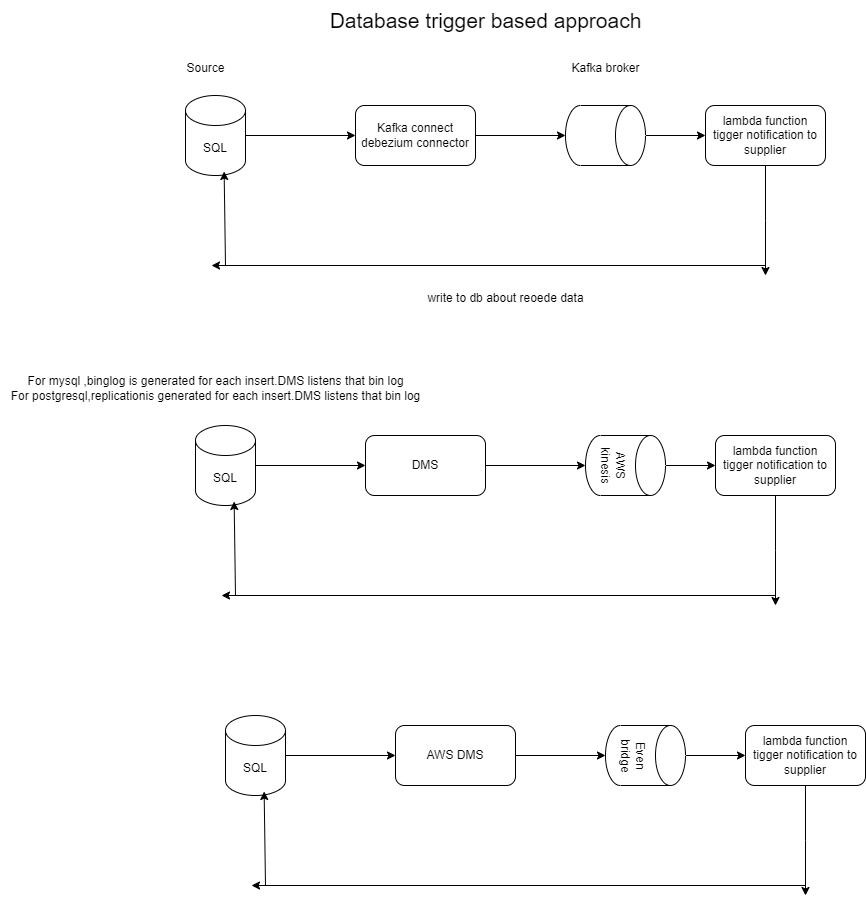 Database trigger based approach
Source
Kafka broker
SQL
Kafka connect
debezium connector
lambda function
tigger notification to
supplier
write to db about reoede data
For mysql ,binglog is generated for each insert.DMS listens that bin log
For postgresql,replicationis generated for each insert.DMS listens that bin log
SQL
DMS
AWS
kinesis
lambda function
tigger notification to
supplier
SQL
AWS DMS
Even
bridge
lambda function
tigger notification to
supplier